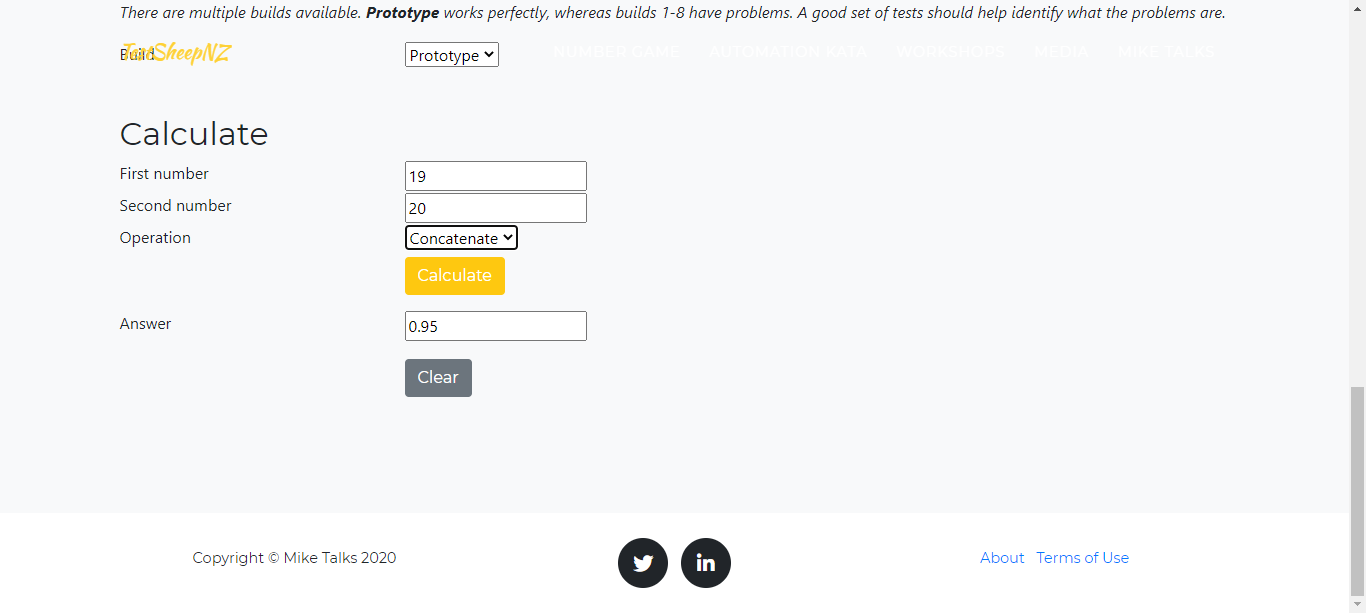 There are multiple builds available. Prototype works perfectly, whereas builds 1-8 have problems. A good set of tests should help identify what the problems are.
TestSheepNZ NUMBER GAME AUTOMATION KATA WORKSHOPS MEDIA MIKE TALKS
Build Prototype
Calculate
First number 19
Second number 20
Operation Concatenate
Calculate
Answer 0.95
Clear
Copyright © Mike Talks 2020 About Terms of Use